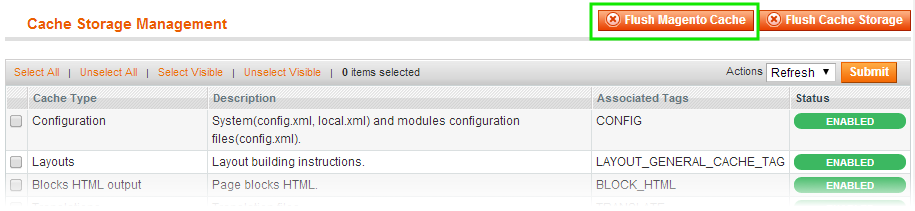 Cache Storage Management
Flush Magento Cache
Flush Cache Storage
Select All | Unselect All | Select Visible | Unselect Visible | 0 items selected
Actions Refresh Submit
Cache Type Description Associated Tags Status
Configuration System(config.xml, local.xml) and modules configuration files(config.xml). CONFIG ENABLED
Layouts Layout building instructions. LAYOUT_GENERAL_CACHE_TAG ENABLED
Blocks HTML output Page blocks HTML. BLOCK_HTML ENABLED